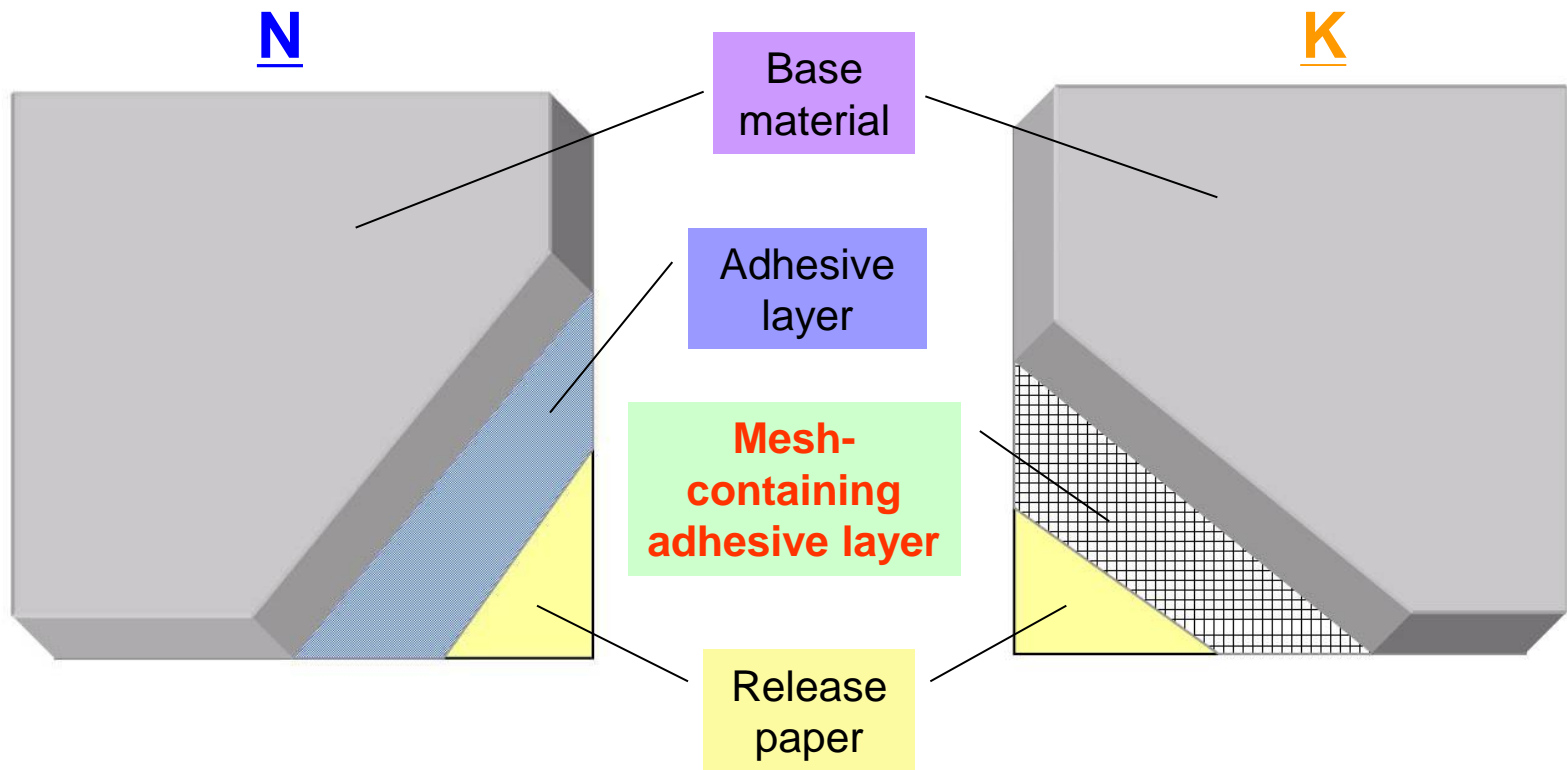 N
K
Base
material
Adhesive
layer
Mesh-
containing
adhesive layer
Release
paper